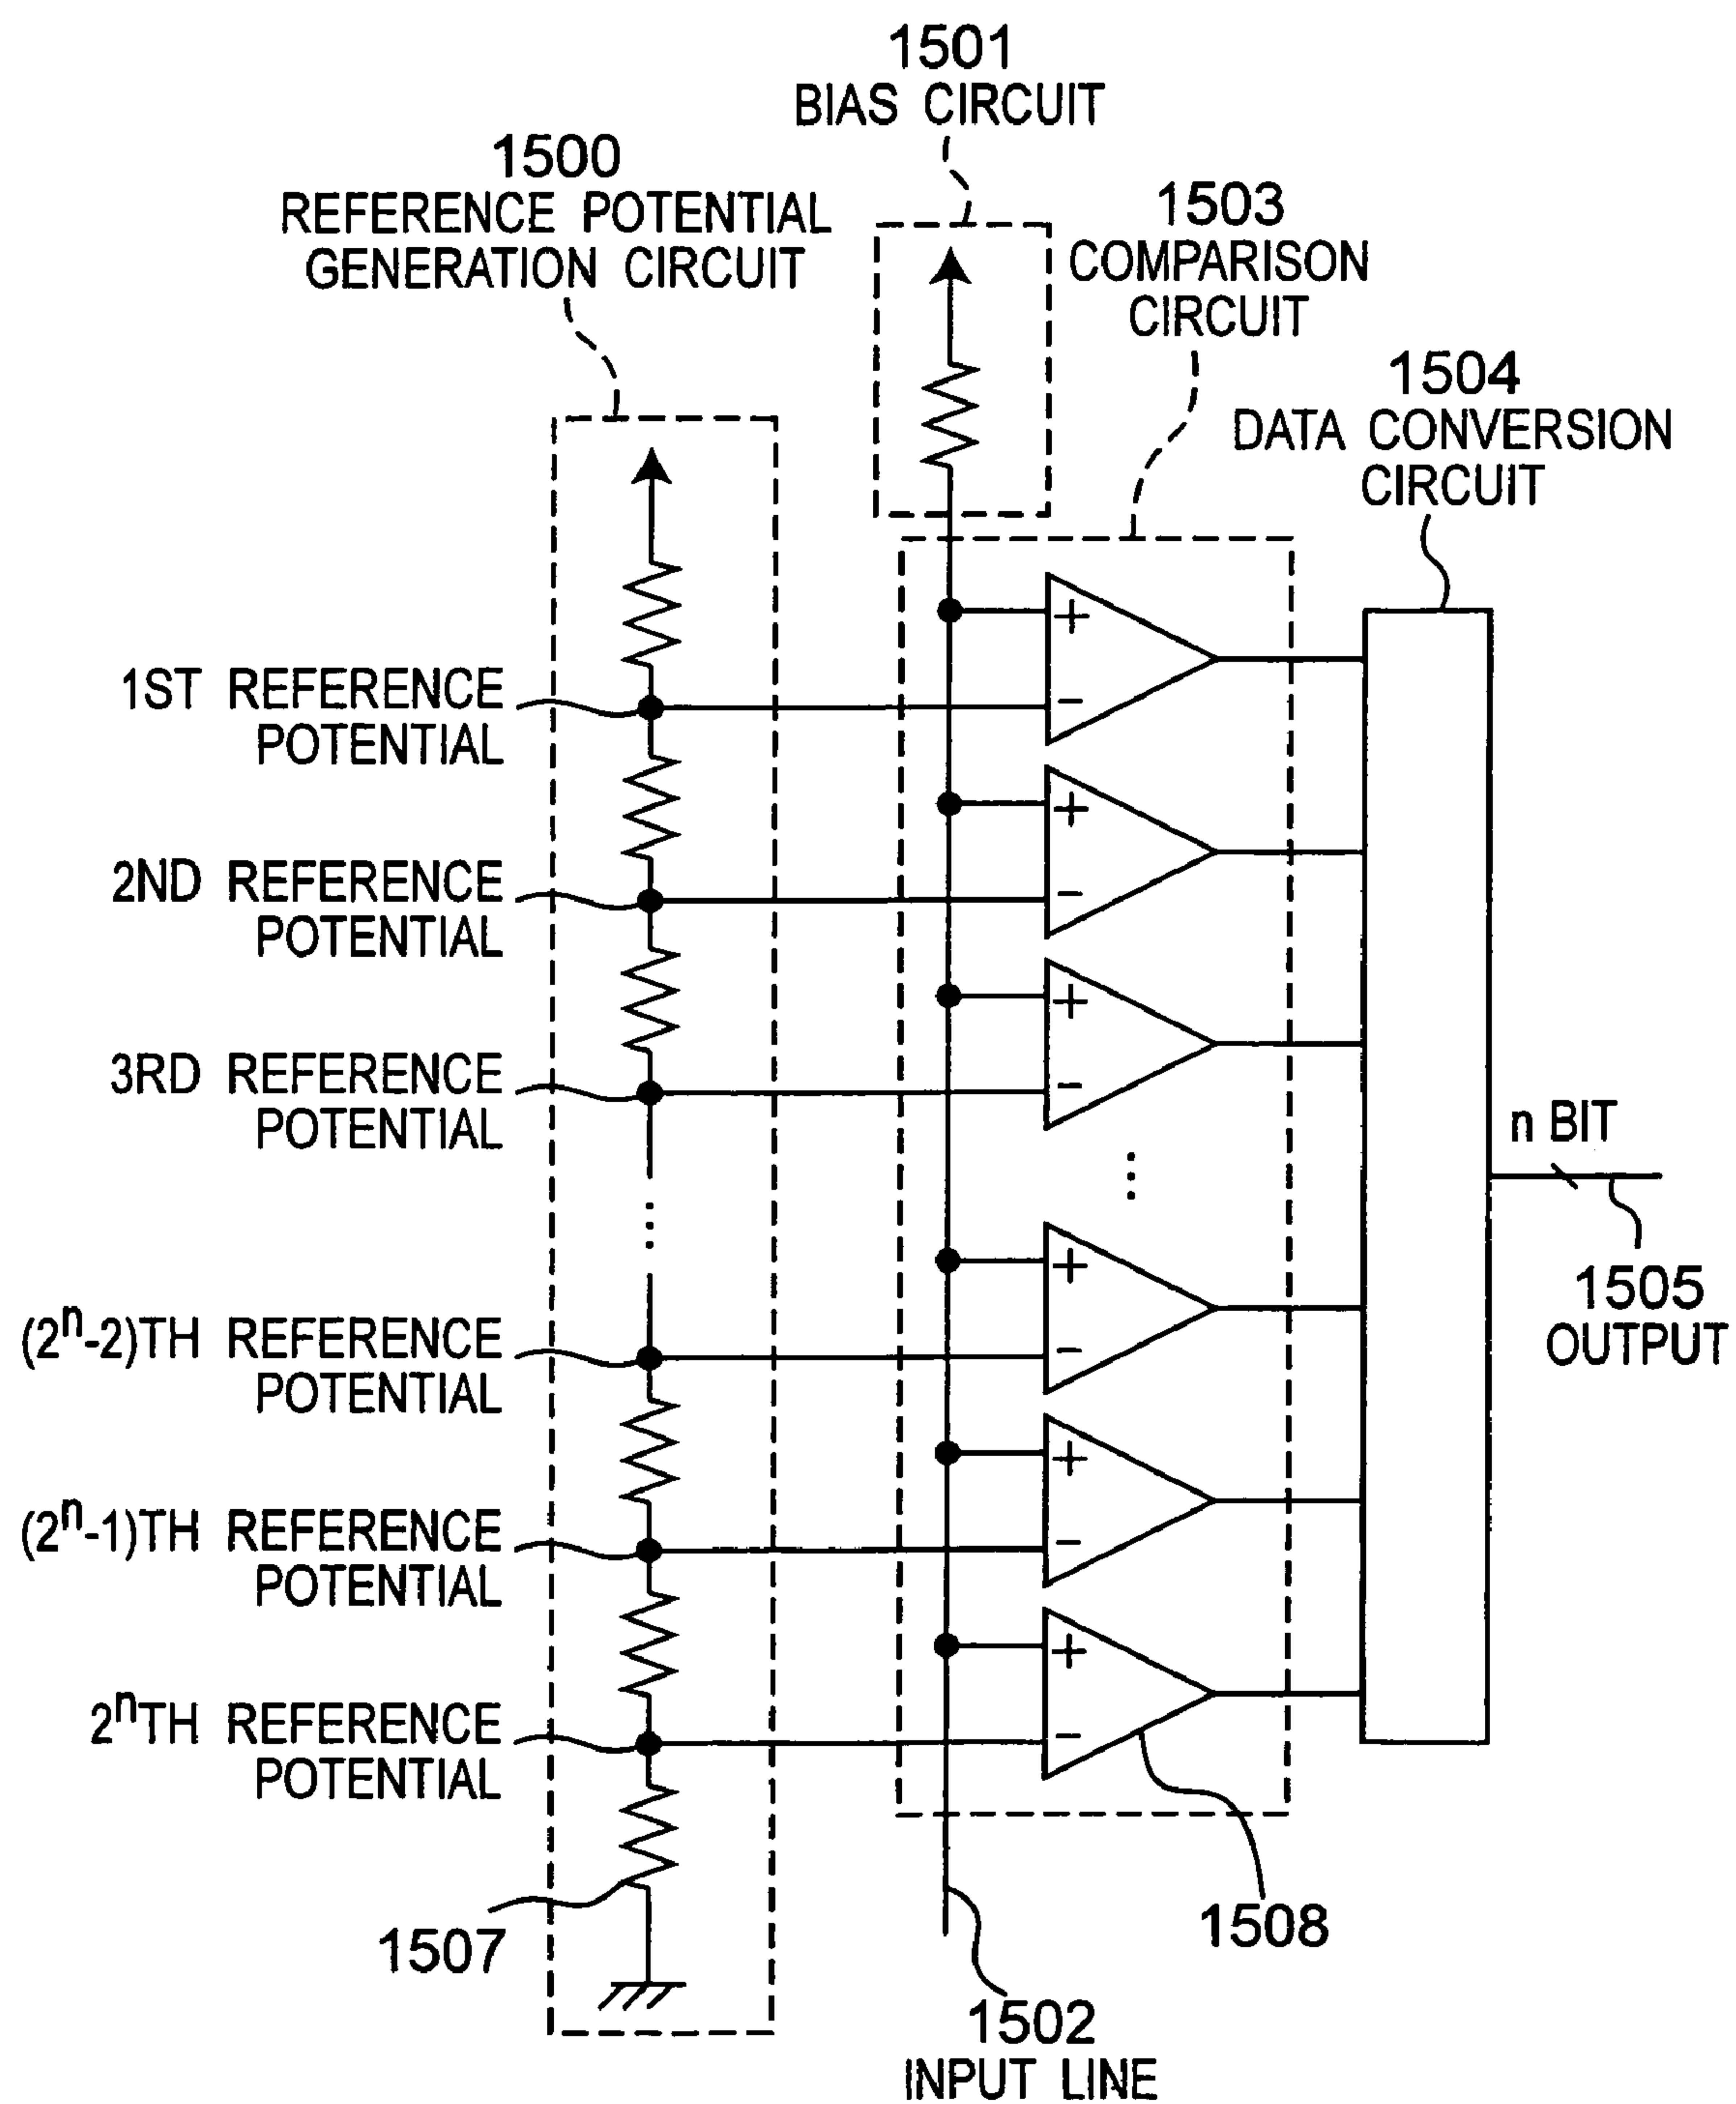 1501
BIAS CIRCUIT
1500
REFERENCE POTENTIAL
GENERATION CIRCUIT
1503
COMPARISON
CIRCUIT
1504
DATA CONVERSION
CIRCUIT
+
-
1ST REFERENCE
POTENTIAL
+
-
2ND REFERENCE
POTENTIAL
+
-
3RD REFERENCE
POTENTIAL
n BIT
1505
OUTPUT
+
-
(2ⁿ-2)TH REFERENCE
POTENTIAL
+
-
(2ⁿ-1)TH REFERENCE
POTENTIAL
+
-
2ⁿTH REFERENCE
POTENTIAL
1507
1508
1502
INPUT LINE